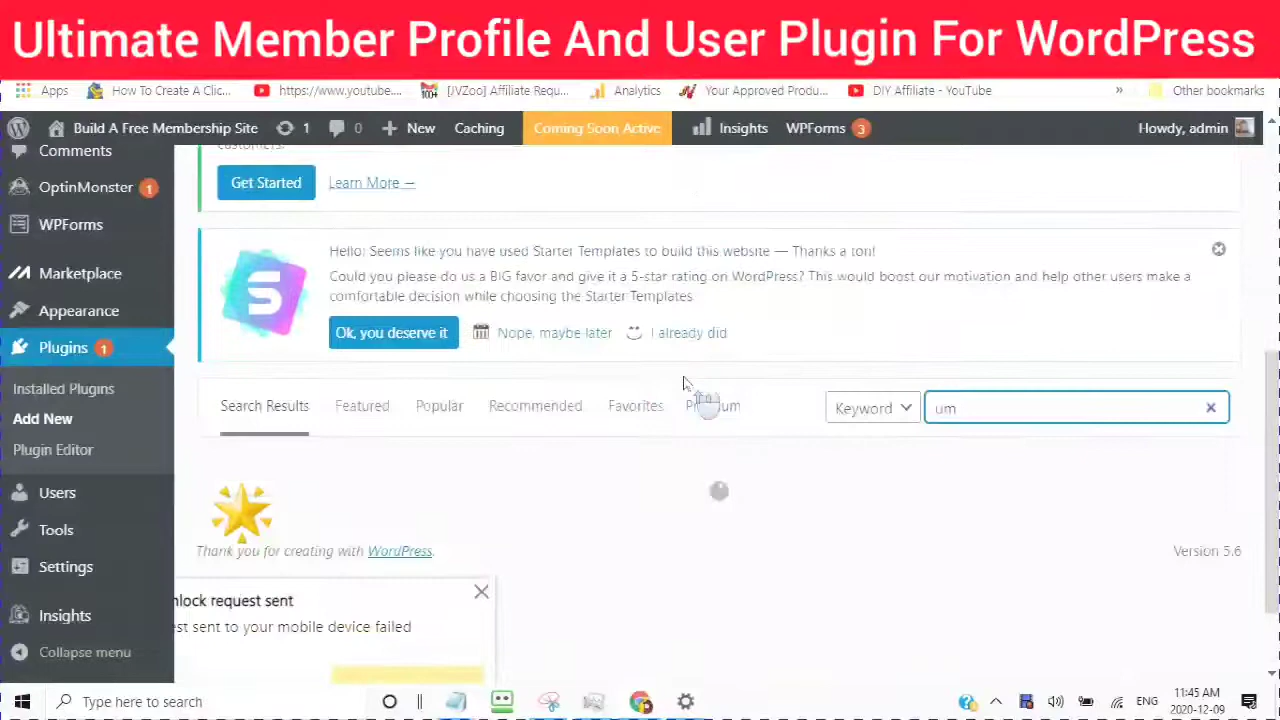 Ultimate Member Profile And User Plugin For WordPress
Apps How To Create A Clic... https://www.youtube.... [JVZoo] Affiliate Requ... Analytics Your Approved Produ... DIY Affiliate - YouTube » Other bookmarks
Build A Free Membership Site 1 0 New Caching Coming Soon Active Insights WPForms 3 Howdy, admin
Comments
OptinMonster 1
WPForms
Marketplace
Appearance
Plugins 1
Installed Plugins
Add New
Plugin Editor
Users
Tools
Settings
Insights
Collapse menu
customers.
Get Started Learn More →
Hello! Seems like you have used Starter Templates to build this website — Thanks a ton!
Could you please do us a BIG favor and give it a 5-star rating on WordPress? This would boost our motivation and help other users make a
comfortable decision while choosing the Starter Templates
Ok, you deserve it Nope, maybe later I already did
Search Results Featured Popular Recommended Favorites Keyword um
Thank you for creating with WordPress. Version 5.6
nlock request sent
est sent to your mobile device failed
Type here to search ENG 11:45 AM
2020-12-09